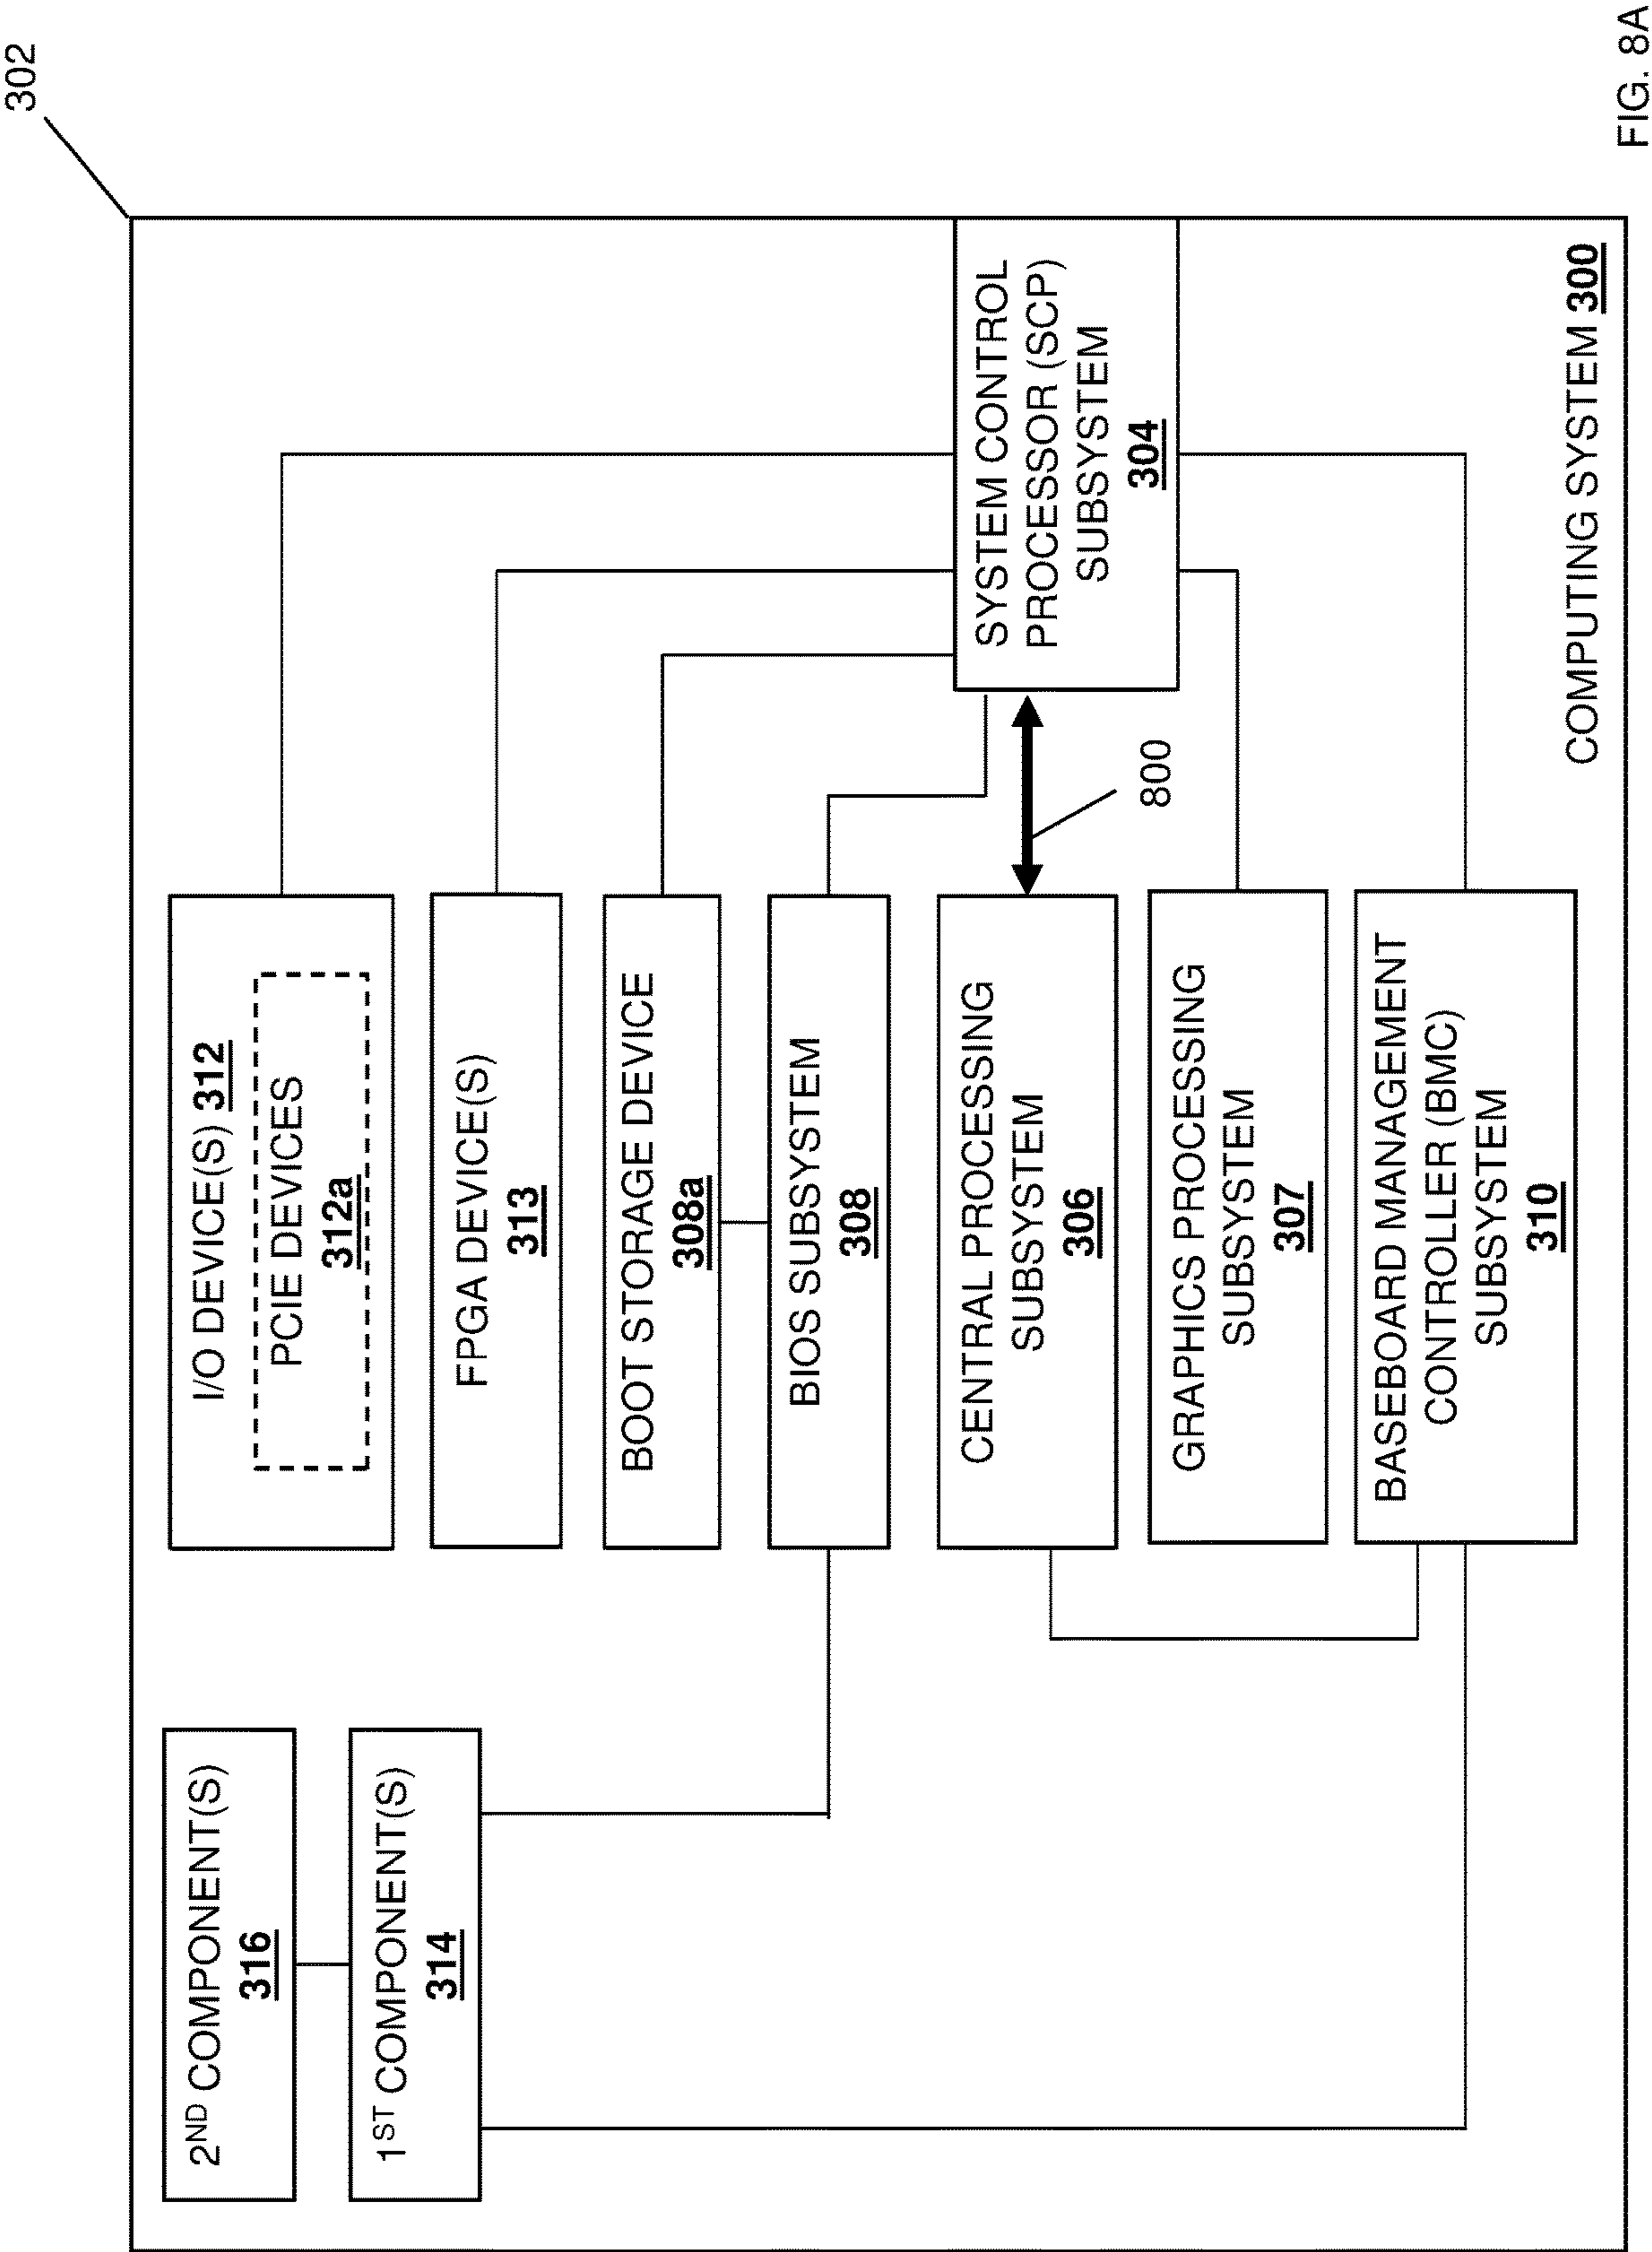 302
2ND COMPONENT(S)
316
1ST COMPONENT(S)
314
I/O DEVICE(S) 312
PCIE DEVICES
312a
FPGA DEVICE(S)
313
BOOT STORAGE DEVICE
308a
BIOS SUBSYSTEM
308
CENTRAL PROCESSING
SUBSYSTEM
306
GRAPHICS PROCESSING
SUBSYSTEM
307
BASEBOARD MANAGEMENT
CONTROLLER (BMC)
SUBSYSTEM
310
800
SYSTEM CONTROL
PROCESSOR (SCP)
SUBSYSTEM
304
COMPUTING SYSTEM 300
FIG. 8A